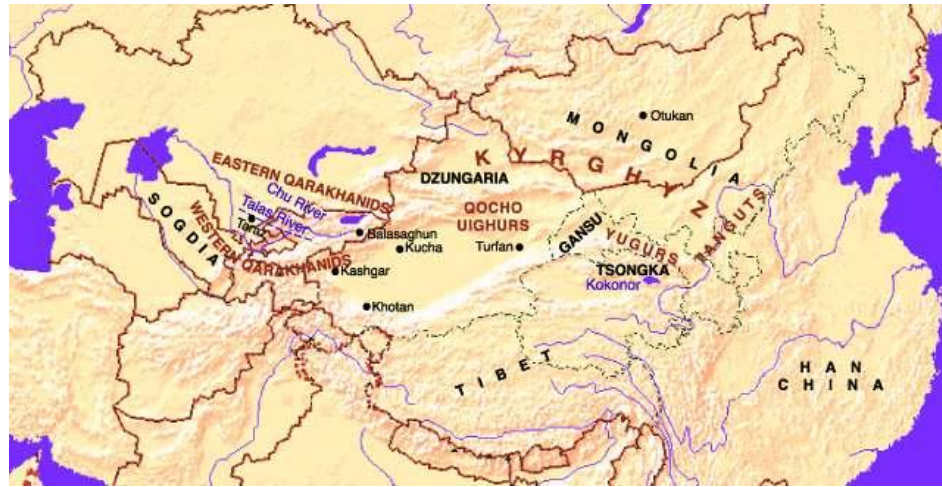 Otukan
MONGOLIA
KYRGHYZ
EASTERN QARAKHANIDS
DZUNGARIA
Chu River
Talas River
QOCHO
UIGHURS
TANGUTS
SOGDIA
WESTERN QARAKHANIDS
Taraz
Balasaghun
GANSU
YUGURS
Kucha
Turfan
Kashgar
TSONGKA
Kokonor
Khotan
TIBET
HAN
CHINA